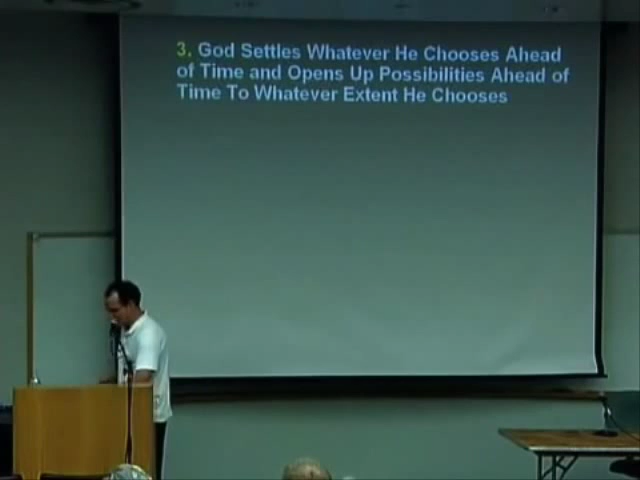 3. God Settles Whatever He Chooses Ahead
of Time and Opens Up Possibilities Ahead of
Time To Whatever Extent He Chooses